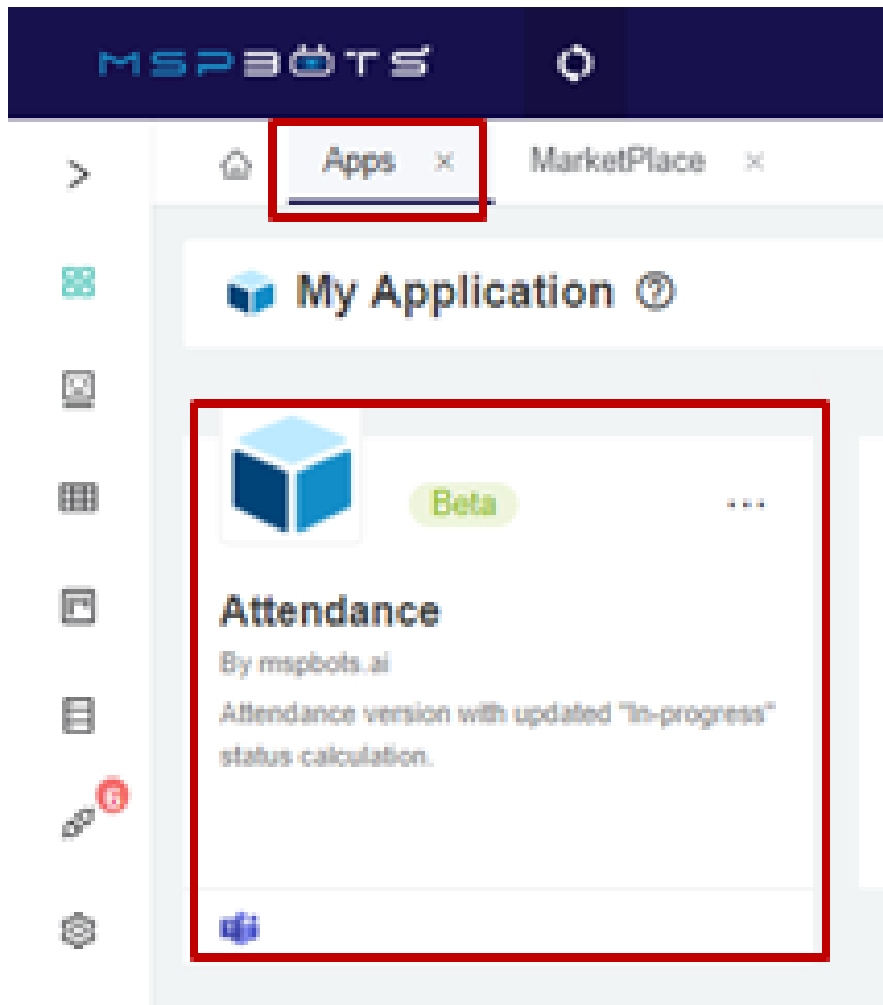 MSPBOTS
Apps
MarketPlace
My Application
Beta
Attendance
By mspbots.ai
Attendance version with updated "In-progress"
status calculation.
6